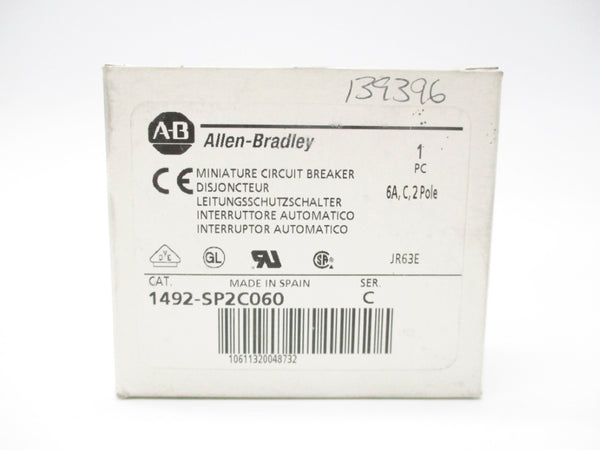 139396
A-B Allen-Bradley
1
PC
6A, C, 2 Pole
CE MINIATURE CIRCUIT BREAKER
DISJONCTEUR
LEITUNGSSCHUTZSCHALTER
INTERRUTTORE AUTOMATICO
INTERRUPTOR AUTOMATICO
GL JR63E
CAT. MADE IN SPAIN SER.
1492-SP2C060 C
10611320048732